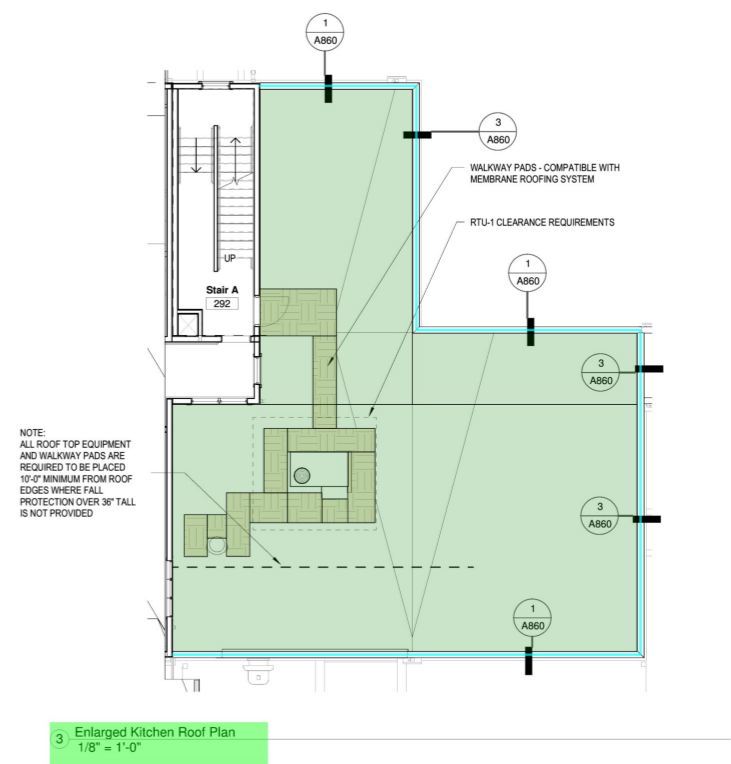 1
A860
3
A860
WALKWAY PADS - COMPATIBLE WITH
MEMBRANE ROOFING SYSTEM
RTU-1 CLEARANCE REQUIREMENTS
UP
1
A860
Stair A
292
3
A860
NOTE:
ALL ROOF TOP EQUIPMENT
AND WALKWAY PADS ARE
REQUIRED TO BE PLACED
10'-0" MINIMUM FROM ROOF
EDGES WHERE FALL
PROTECTION OVER 36" TALL
IS NOT PROVIDED
3
A860
1
A860
3
Enlarged Kitchen Roof Plan
1/8" = 1'-0"